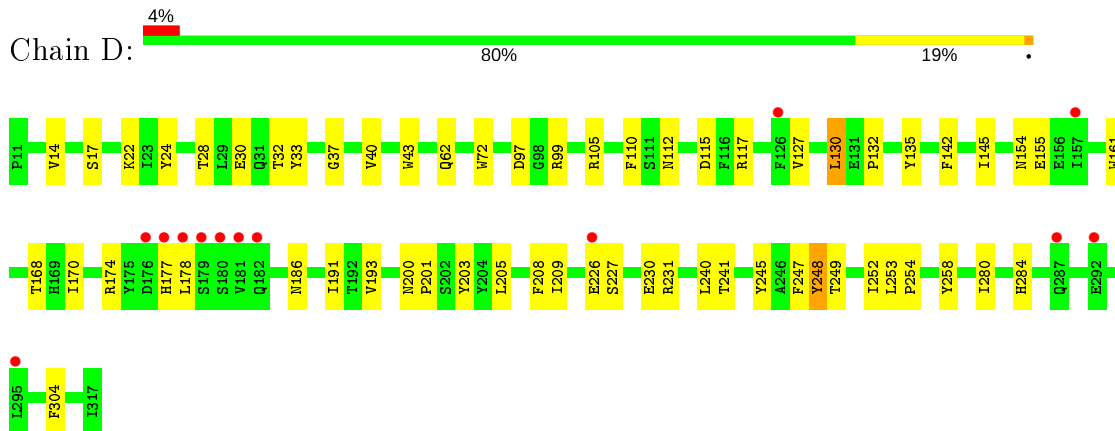 4%
Chain D:
80% 19% •
P11 V14 S17 K22 I23 Y24 T28 L29 E30 Q31 T32 Y33 G37 V40 W43 Q62 W72 D97 G98 R99 R105 F110 S111 N112 D115 F116 R117 F126 V127 L130 E131 P132 Y135 F142 I145 N154 E155 E156 I157 W161
T168 H169 I170 R174 Y175 D176 H177 L178 S179 S180 V181 Q182 N186 I191 T192 V193 N200 P201 S202 Y203 Y204 L205 F208 I209 E226 S227 E230 R231 L240 T241 Y245 A246 F247 Y248 T249 I252 L253 P254 Y258 I280 H284 Q287 E292
L295 F304 I317